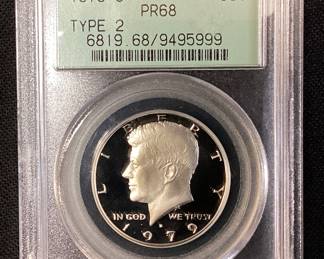 PR68
TYPE 2
6819.68/9495999
LIBERTY
IN GOD WE TRUST
1979